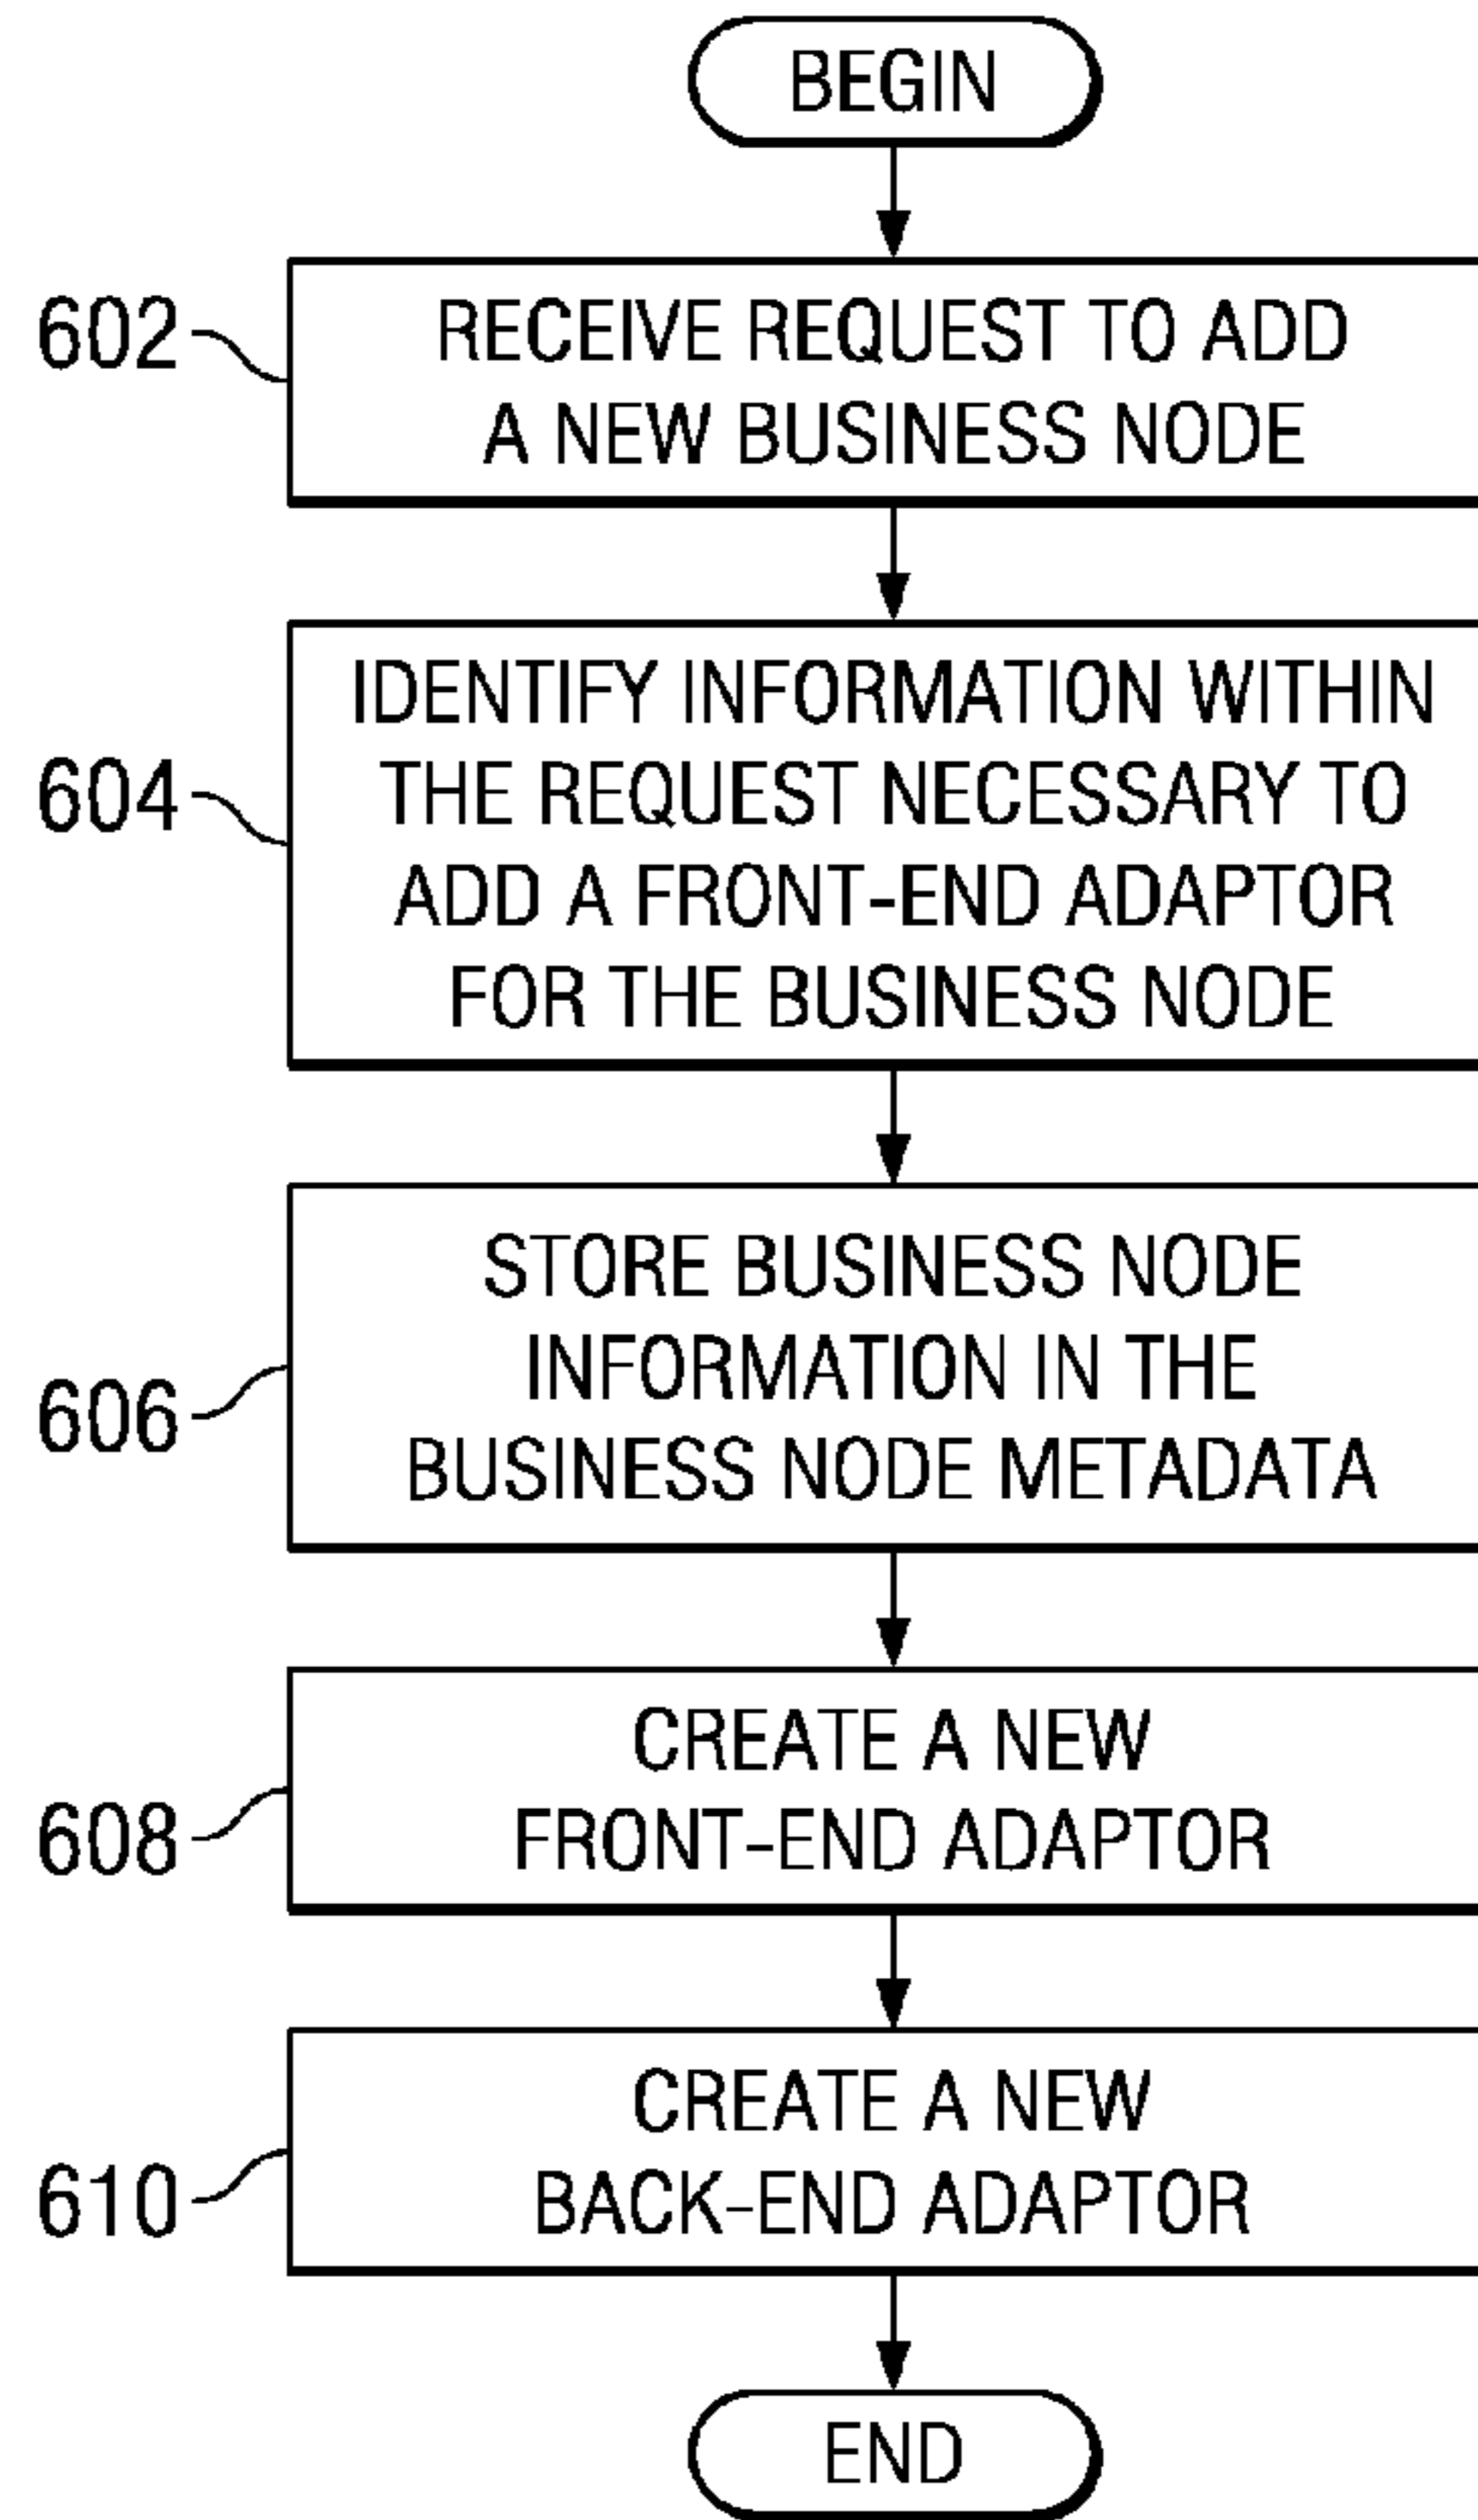 BEGIN
602
RECEIVE REQUEST TO ADD
A NEW BUSINESS NODE
604
IDENTIFY INFORMATION WITHIN
THE REQUEST NECESSARY TO
ADD A FRONT-END ADAPTOR
FOR THE BUSINESS NODE
606
STORE BUSINESS NODE
INFORMATION IN THE
BUSINESS NODE METADATA
608
CREATE A NEW
FRONT-END ADAPTOR
610
CREATE A NEW
BACK-END ADAPTOR
END